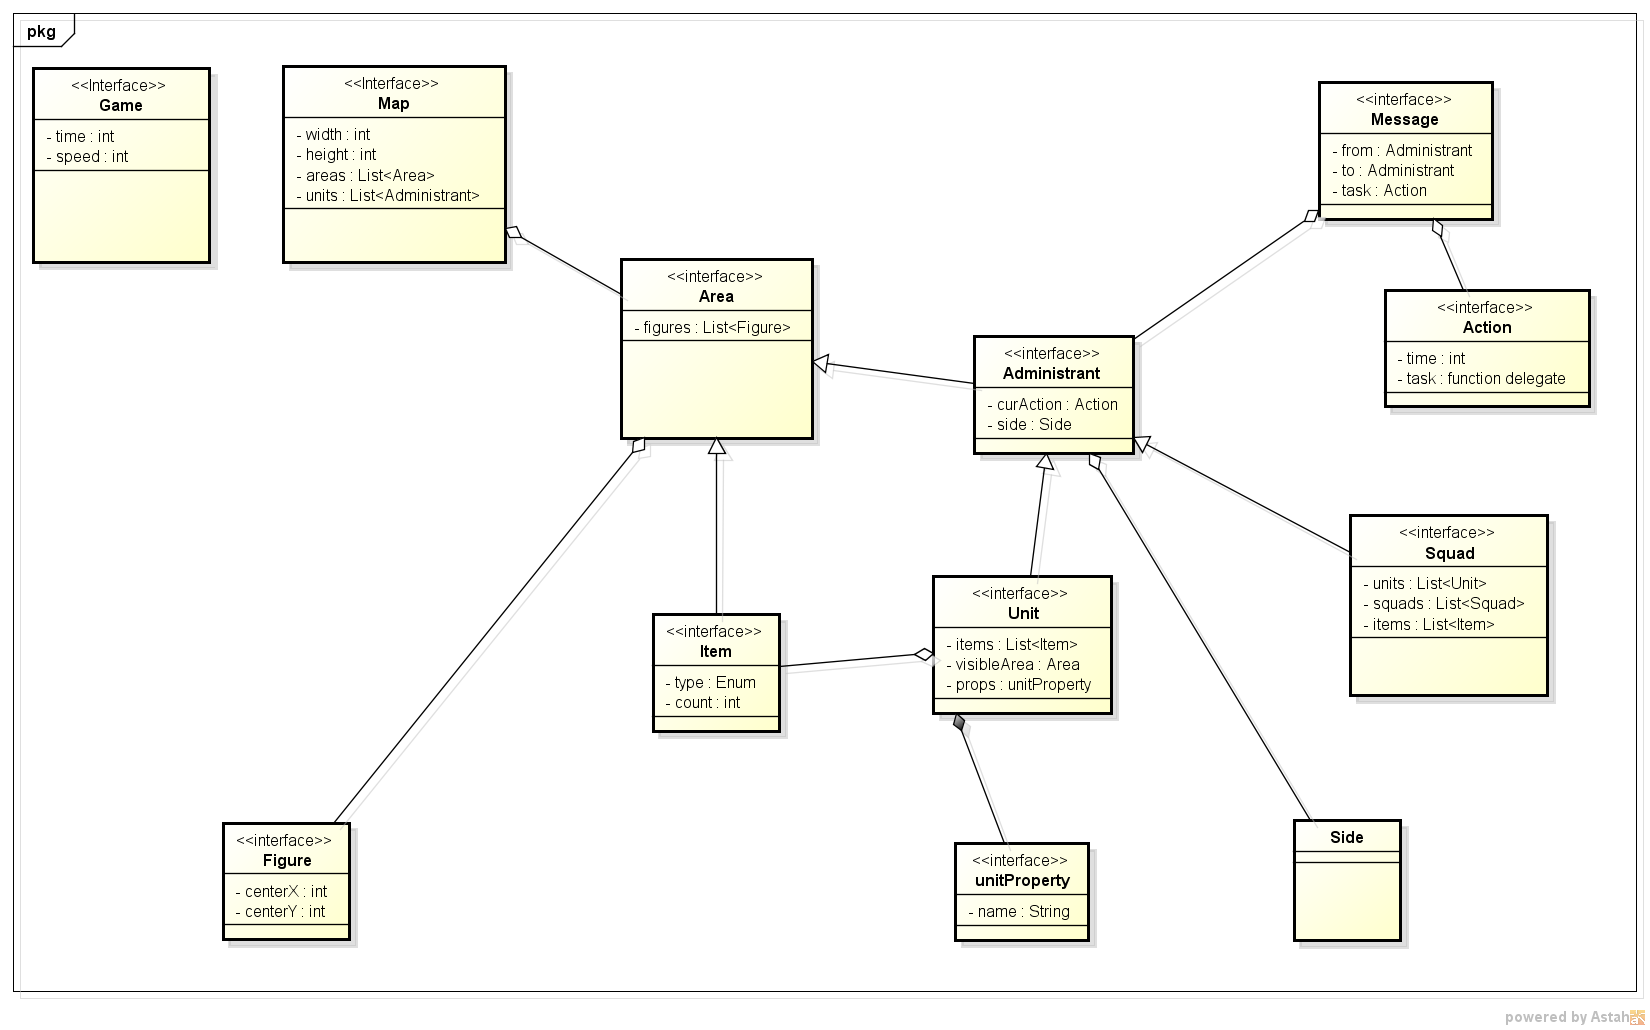 pkg
<<Interface>>
Game
- time : int
- speed : int
<<Interface>>
Map
- width : int
- height : int
- areas : List<Area>
- units : List<Administrant>
<<interface>>
Message
- from : Administrant
- to : Administrant
- task : Action
<<interface>>
Area
- figures : List<Figure>
<<interface>>
Action
- time : int
- task : function delegate
<<interface>>
Administrant
- curAction : Action
- side : Side
<<interface>>
Squad
- units : List<Unit>
- squads : List<Squad>
- items : List<Item>
<<interface>>
Unit
- items : List<Item>
- visibleArea : Area
- props : unitProperty
<<interface>>
Item
- type : Enum
- count : int
<<interface>>
Figure
- centerX : int
- centerY : int
<<interface>>
unitProperty
- name : String
Side
powered by Astah